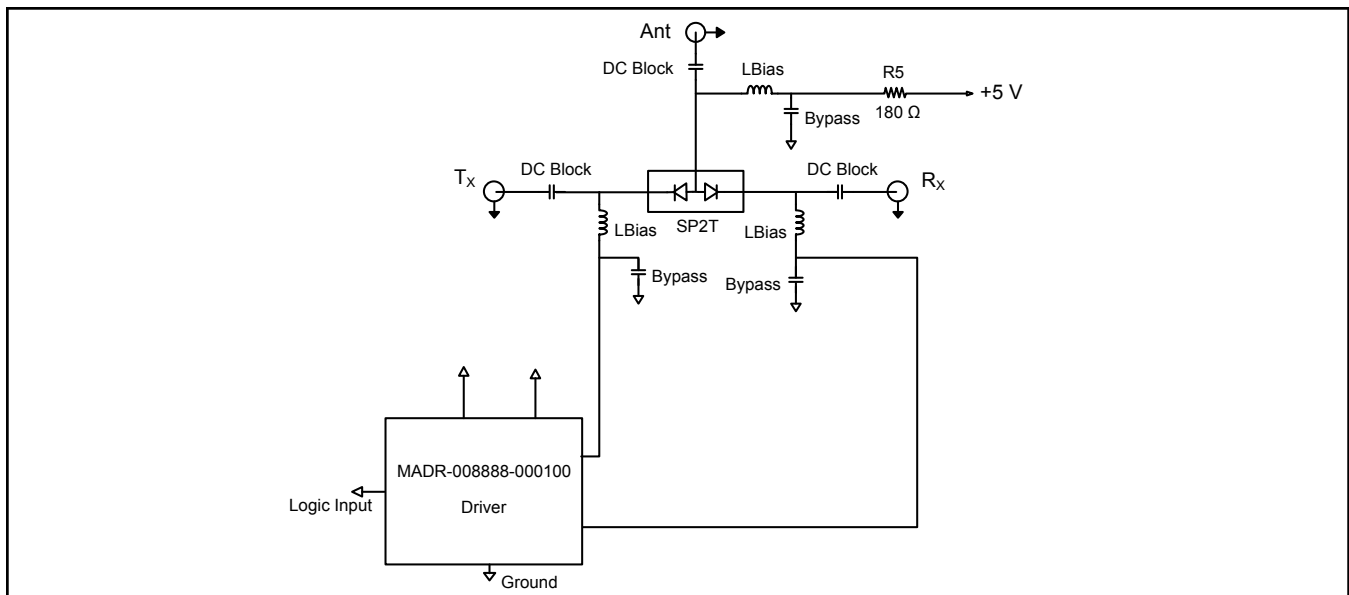 Ant
DC Block
LBias
R5
+5 V
180 Ω
Bypass
DC Block
DC Block
TX
RX
SP2T
LBias
LBias
Bypass
Bypass
MADR-008888-000100
Driver
Logic Input
Ground